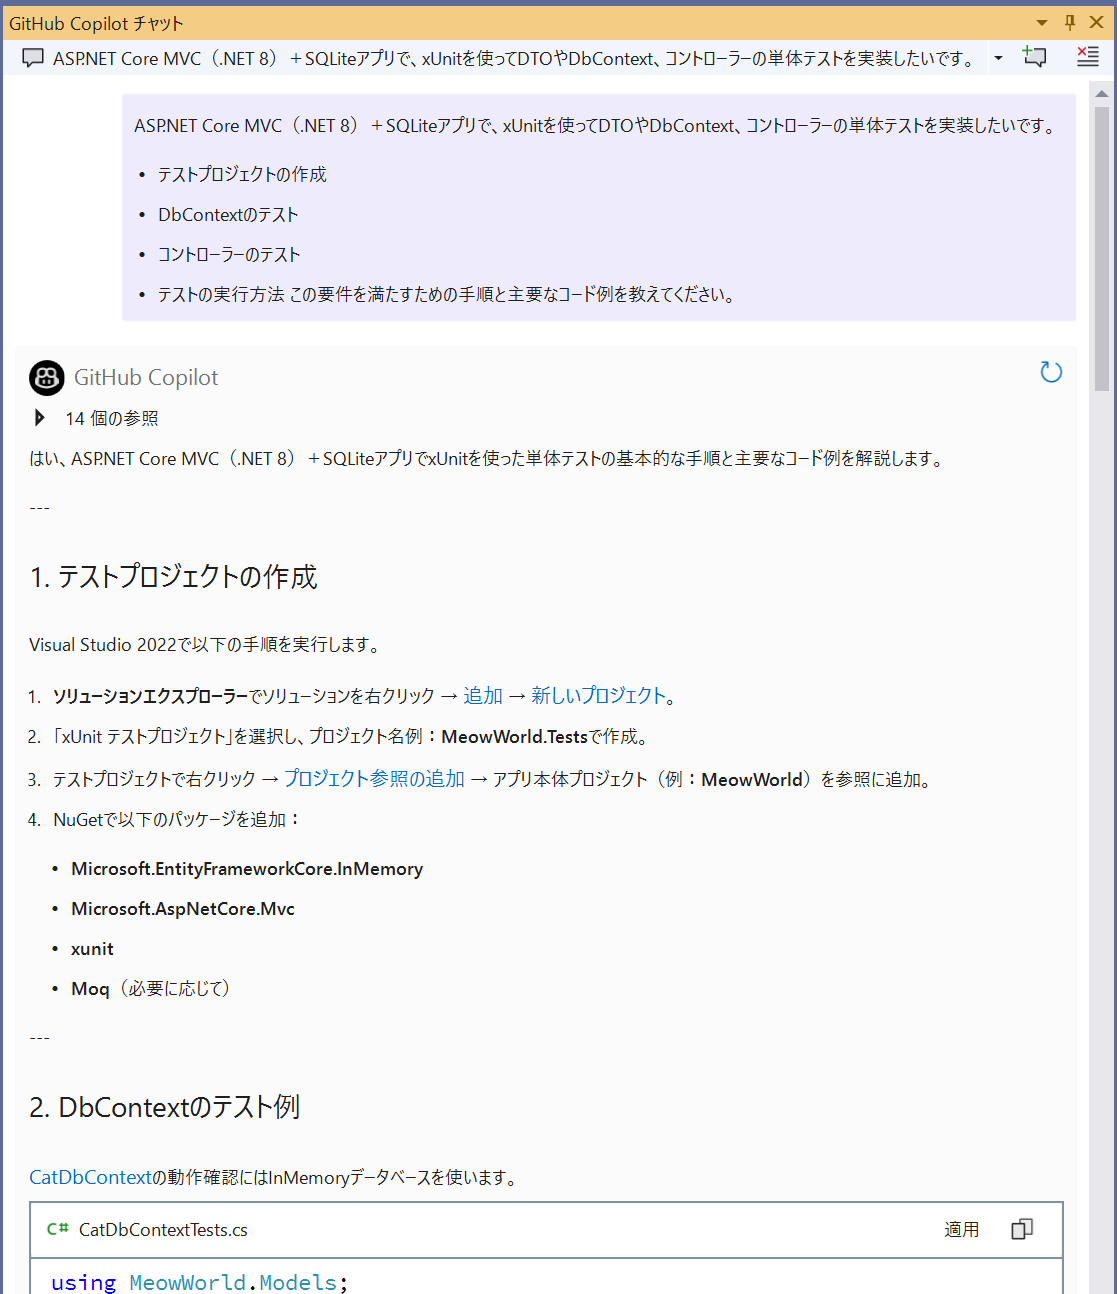 GitHub Copilot チャット
ASP.NET Core MVC（.NET 8）＋SQLiteアプリで、xUnitを使ってDTOやDbContext、コントローラーの単体テストを実装したいです。
ASP.NET Core MVC（.NET 8）＋SQLiteアプリで、xUnitを使ってDTOやDbContext、コントローラーの単体テストを実装したいです。
• テストプロジェクトの作成
• DbContextのテスト
• コントローラーのテスト
• テストの実行方法 この要件を満たすための手順と主要なコード例を教えてください。
GitHub Copilot
14 個の参照
はい、ASP.NET Core MVC（.NET 8）＋SQLiteアプリでxUnitを使った単体テストの基本的な手順と主要なコード例を解説します。
---
1. テストプロジェクトの作成
Visual Studio 2022で以下の手順を実行します。
1. ソリューションエクスプローラーでソリューションを右クリック → 追加 → 新しいプロジェクト。
2. 「xUnit テストプロジェクト」を選択し、プロジェクト名例：MeowWorld.Testsで作成。
3. テストプロジェクトで右クリック → プロジェクト参照の追加 → アプリ本体プロジェクト（例：MeowWorld）を参照に追加。
4. NuGetで以下のパッケージを追加：
• Microsoft.EntityFrameworkCore.InMemory
• Microsoft.AspNetCore.Mvc
• xunit
• Moq（必要に応じて）
---
2. DbContextのテスト例
CatDbContextの動作確認にはInMemoryデータベースを使います。
C# CatDbContextTests.cs 適用
using MeowWorld.Models;